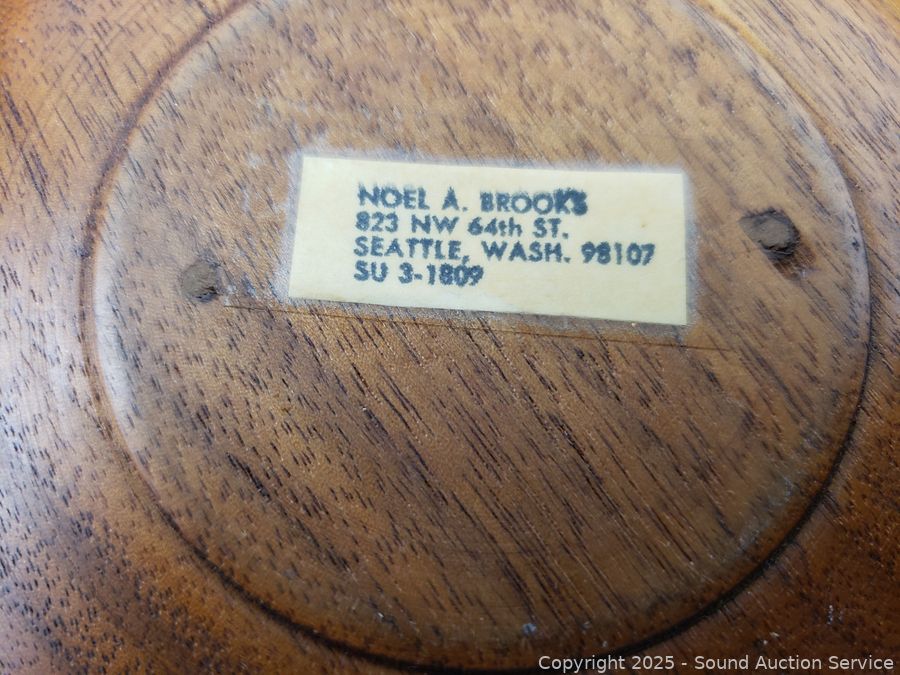 NOEL A. BROOKS
823 NW 64th ST.
SEATTLE, WASH. 98107
SU 3-1809
Copyright © 2025 - Sound Auction Service